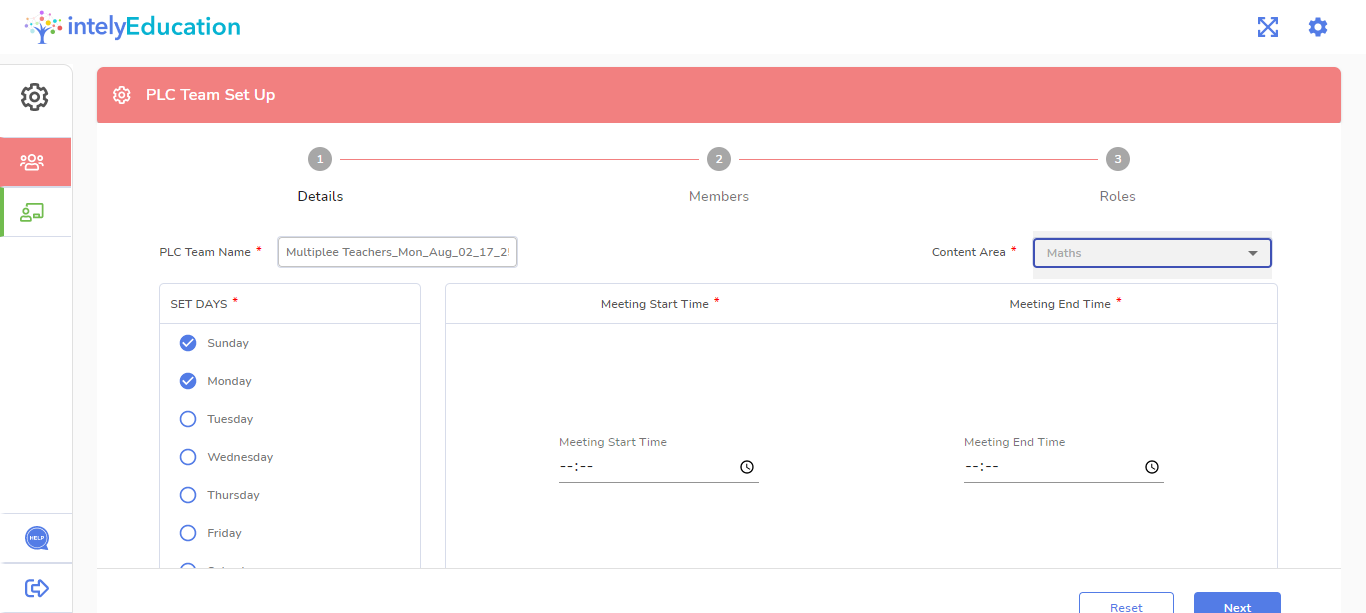 intelyEducation
PLC Team Set Up
1 2 3
Details Members Roles
PLC Team Name * Multiplee Teachers_Mon_Aug_02_17_2 Content Area * Maths
SET DAYS * Meeting Start Time * Meeting End Time *
Sunday
Monday
Tuesday
Meeting Start Time Meeting End Time
Wednesday
--:-- --:--
Thursday
Friday
HELP
Reset Next